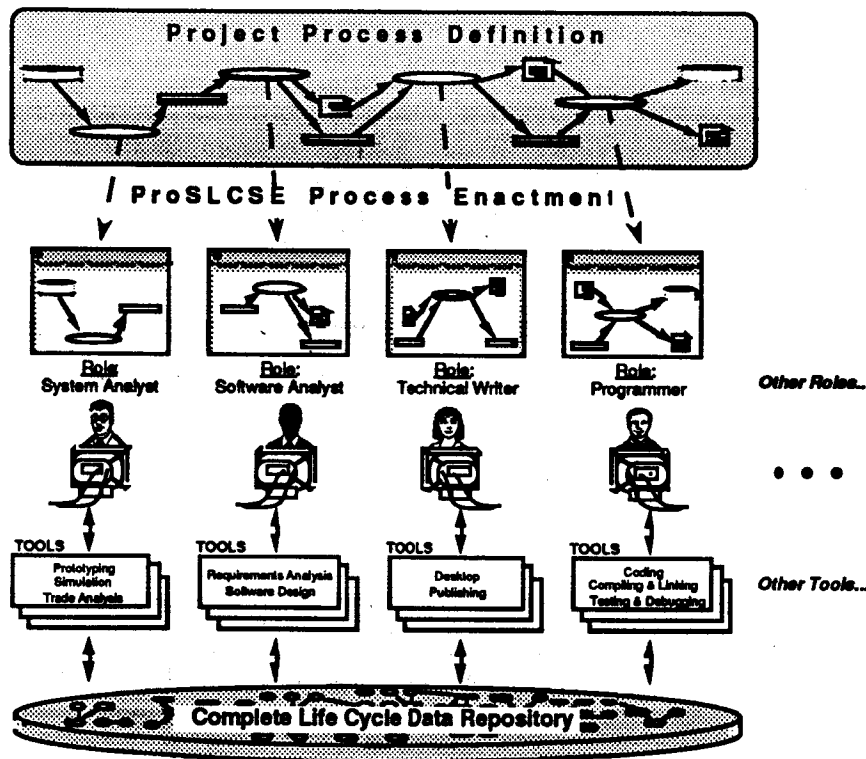 Project Process Definition
ProSLCSE Process Enactment
Role:
System Analyst
Role:
Software Analyst
Role:
Technical Writer
Role:
Programmer
Other Roles...
TOOLS
Prototyping
Simulation
Trade Analysis
TOOLS
Requirements Analysis
Software Design
TOOLS
Desktop
Publishing
TOOLS
Coding
Compiling & Linking
Testing & Debugging
Other Tools...
Complete Life Cycle Data Repository